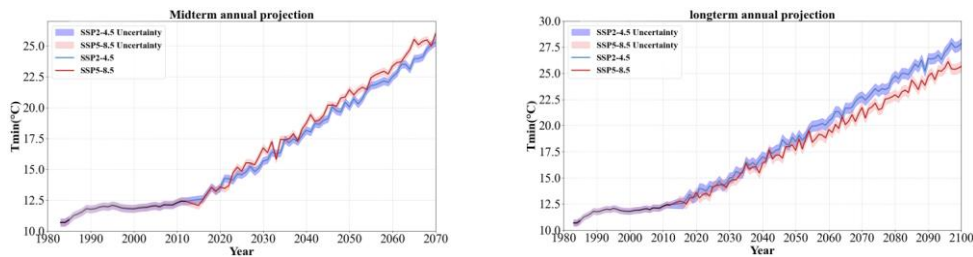 Midterm annual projection
SSP2-4.5 Uncertainty
SSP5-8.5 Uncertainty
SSP2-4.5
SSP5-8.5
25.0
22.5
20.0
17.5
15.0
12.5
10.0
Tmin(°C)
1980 1990 2000 2010 2020 2030 2040 2050 2060 2070
Year
longterm annual projection
SSP2-4.5 Uncertainty
SSP5-8.5 Uncertainty
SSP2-4.5
SSP5-8.5
30.0
27.5
25.0
22.5
20.0
17.5
15.0
12.5
10.0
Tmin(°C)
1980 1990 2000 2010 2020 2030 2040 2050 2060 2070 2080 2090 2100
Year